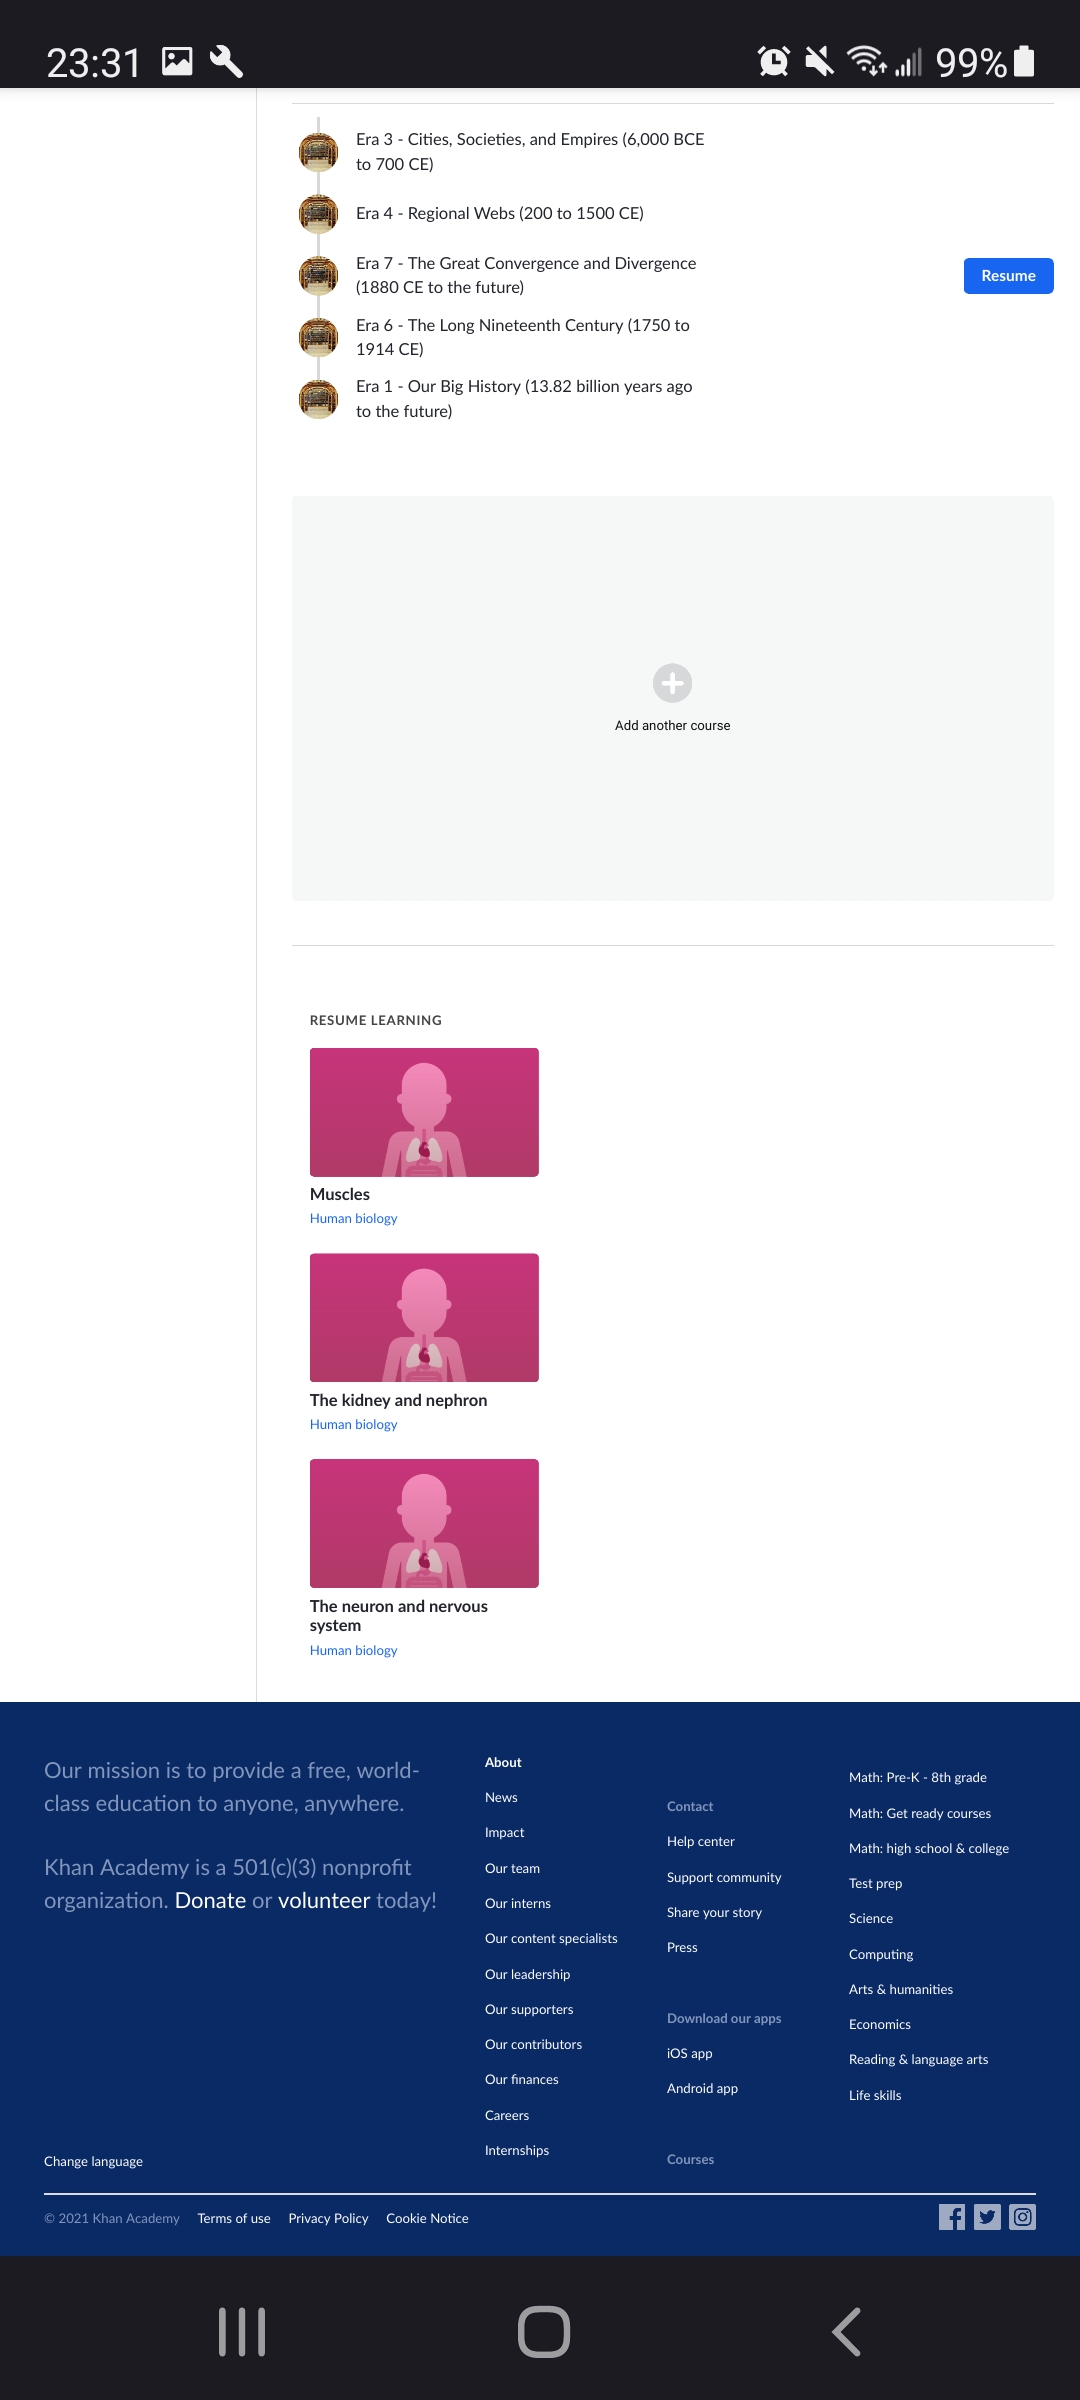 23:31
99%
Era 3 - Cities, Societies, and Empires (6,000 BCE
to 700 CE)
Era 4 - Regional Webs (200 to 1500 CE)
Era 7 - The Great Convergence and Divergence
(1880 CE to the future)
Resume
Era 6 - The Long Nineteenth Century (1750 to
1914 CE)
Era 1 - Our Big History (13.82 billion years ago
to the future)
Add another course
RESUME LEARNING
Muscles
Human biology
The kidney and nephron
Human biology
The neuron and nervous
system
Human biology
Our mission is to provide a free, world-
class education to anyone, anywhere.
Khan Academy is a 501(c)(3) nonprofit
organization. Donate or volunteer today!
Change language
About
News
Impact
Our team
Our interns
Our content specialists
Our leadership
Our supporters
Our contributors
Our finances
Careers
Internships
Contact
Help center
Support community
Share your story
Press
Download our apps
iOS app
Android app
Courses
Math: Pre-K - 8th grade
Math: Get ready courses
Math: high school & college
Test prep
Science
Computing
Arts & humanities
Economics
Reading & language arts
Life skills
© 2021 Khan Academy Terms of use Privacy Policy Cookie Notice